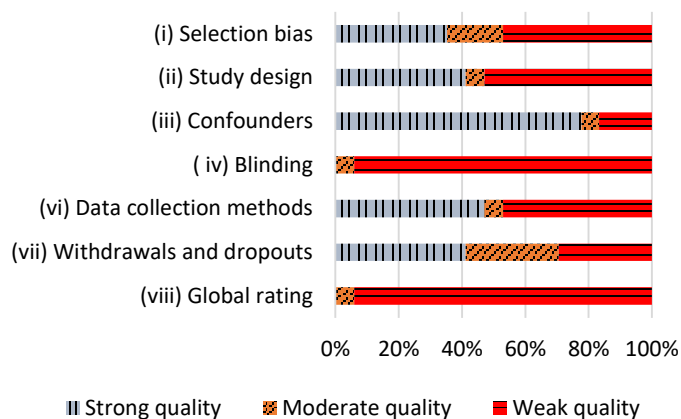 (i) Selection bias
(ii) Study design
(iii) Confounders
( iv) Blinding
(vi) Data collection methods
(vii) Withdrawals and dropouts
(viii) Global rating
0% 20% 40% 60% 80% 100%
Strong quality Moderate quality Weak quality